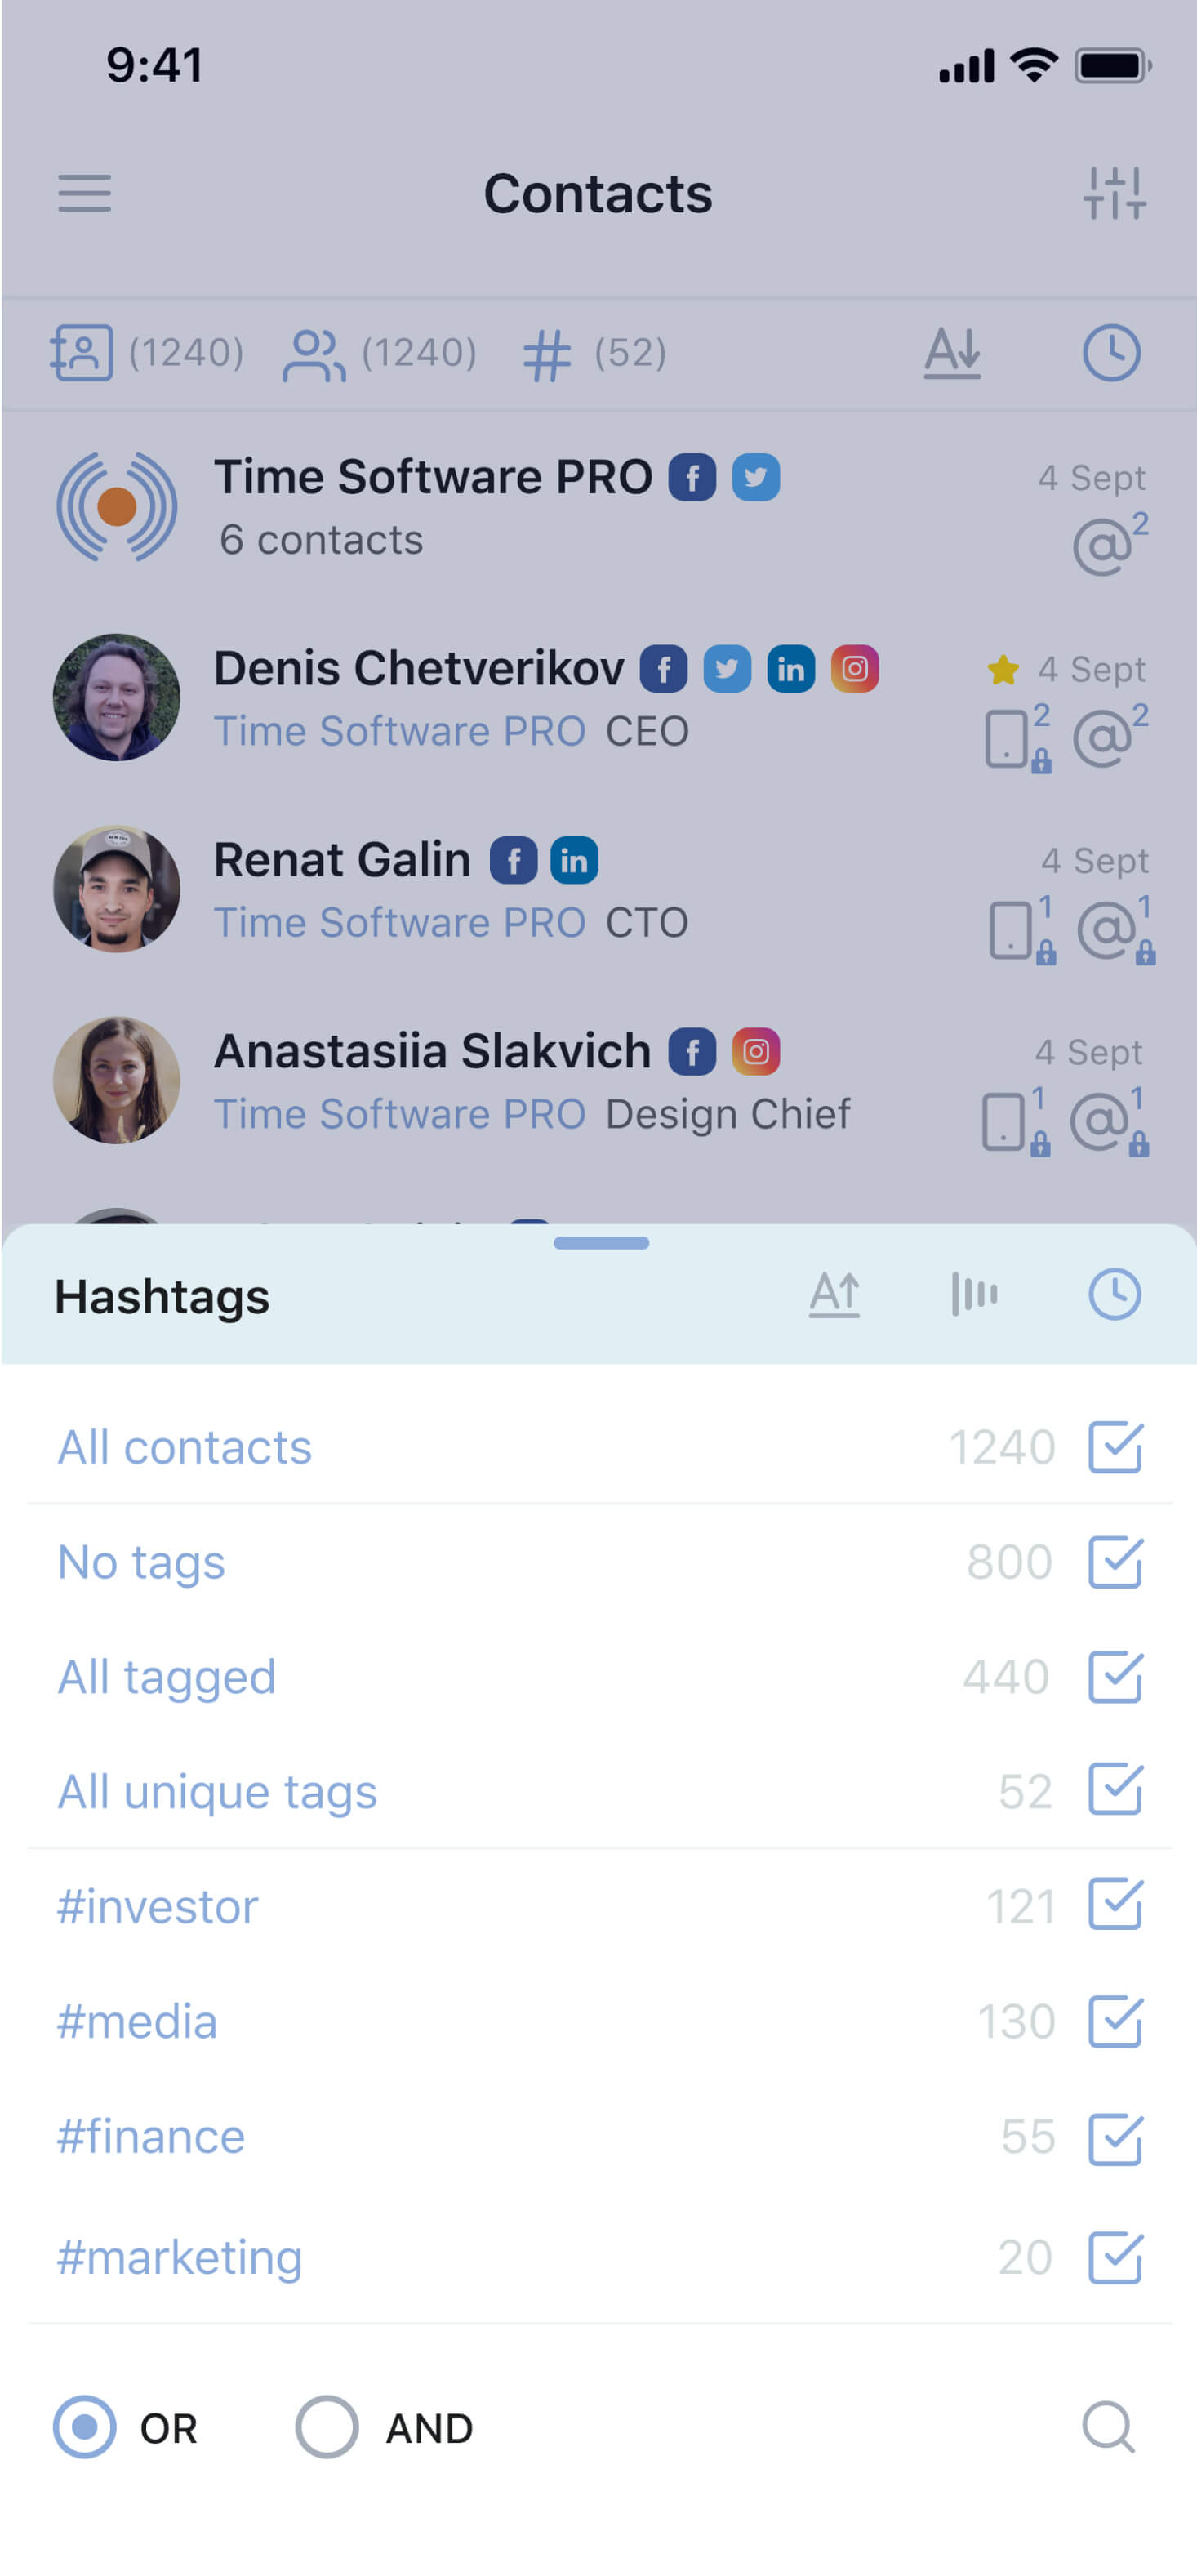 9:41
Contacts
(1240) (1240) # (52)
Time Software PRO 4 Sept
6 contacts @2
Denis Chetverikov 4 Sept
Time Software PRO CEO 2 @2
Renat Galin 4 Sept
Time Software PRO CTO 1 @1
Anastasiia Slakvich 4 Sept
Time Software PRO Design Chief 1 @1
Hashtags
All contacts 1240
No tags 800
All tagged 440
All unique tags 52
#investor 121
#media 130
#finance 55
#marketing 20
OR AND